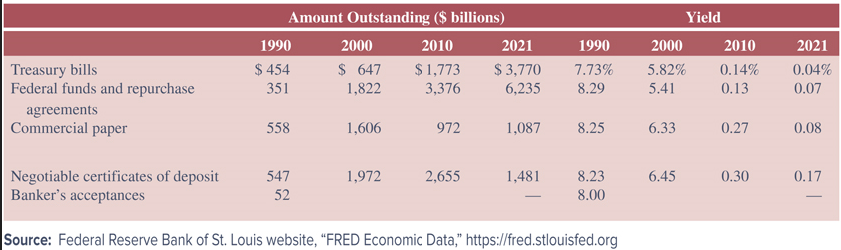 Amount Outstanding ($ billions) Yield
1990 2000 2010 2021 1990 2000 2010 2021
Treasury bills $ 454 $ 647 $ 1,773 $ 3,770 7.73% 5.82% 0.14% 0.04%
Federal funds and repurchase 351 1,822 3,376 6,235 8.29 5.41 0.13 0.07
agreements
Commercial paper 558 1,606 972 1,087 8.25 6.33 0.27 0.08
Negotiable certificates of deposit 547 1,972 2,655 1,481 8.23 6.45 0.30 0.17
Banker’s acceptances 52 — 8.00 —
Source: Federal Reserve Bank of St. Louis website, “FRED Economic Data,” https://fred.stlouisfed.org